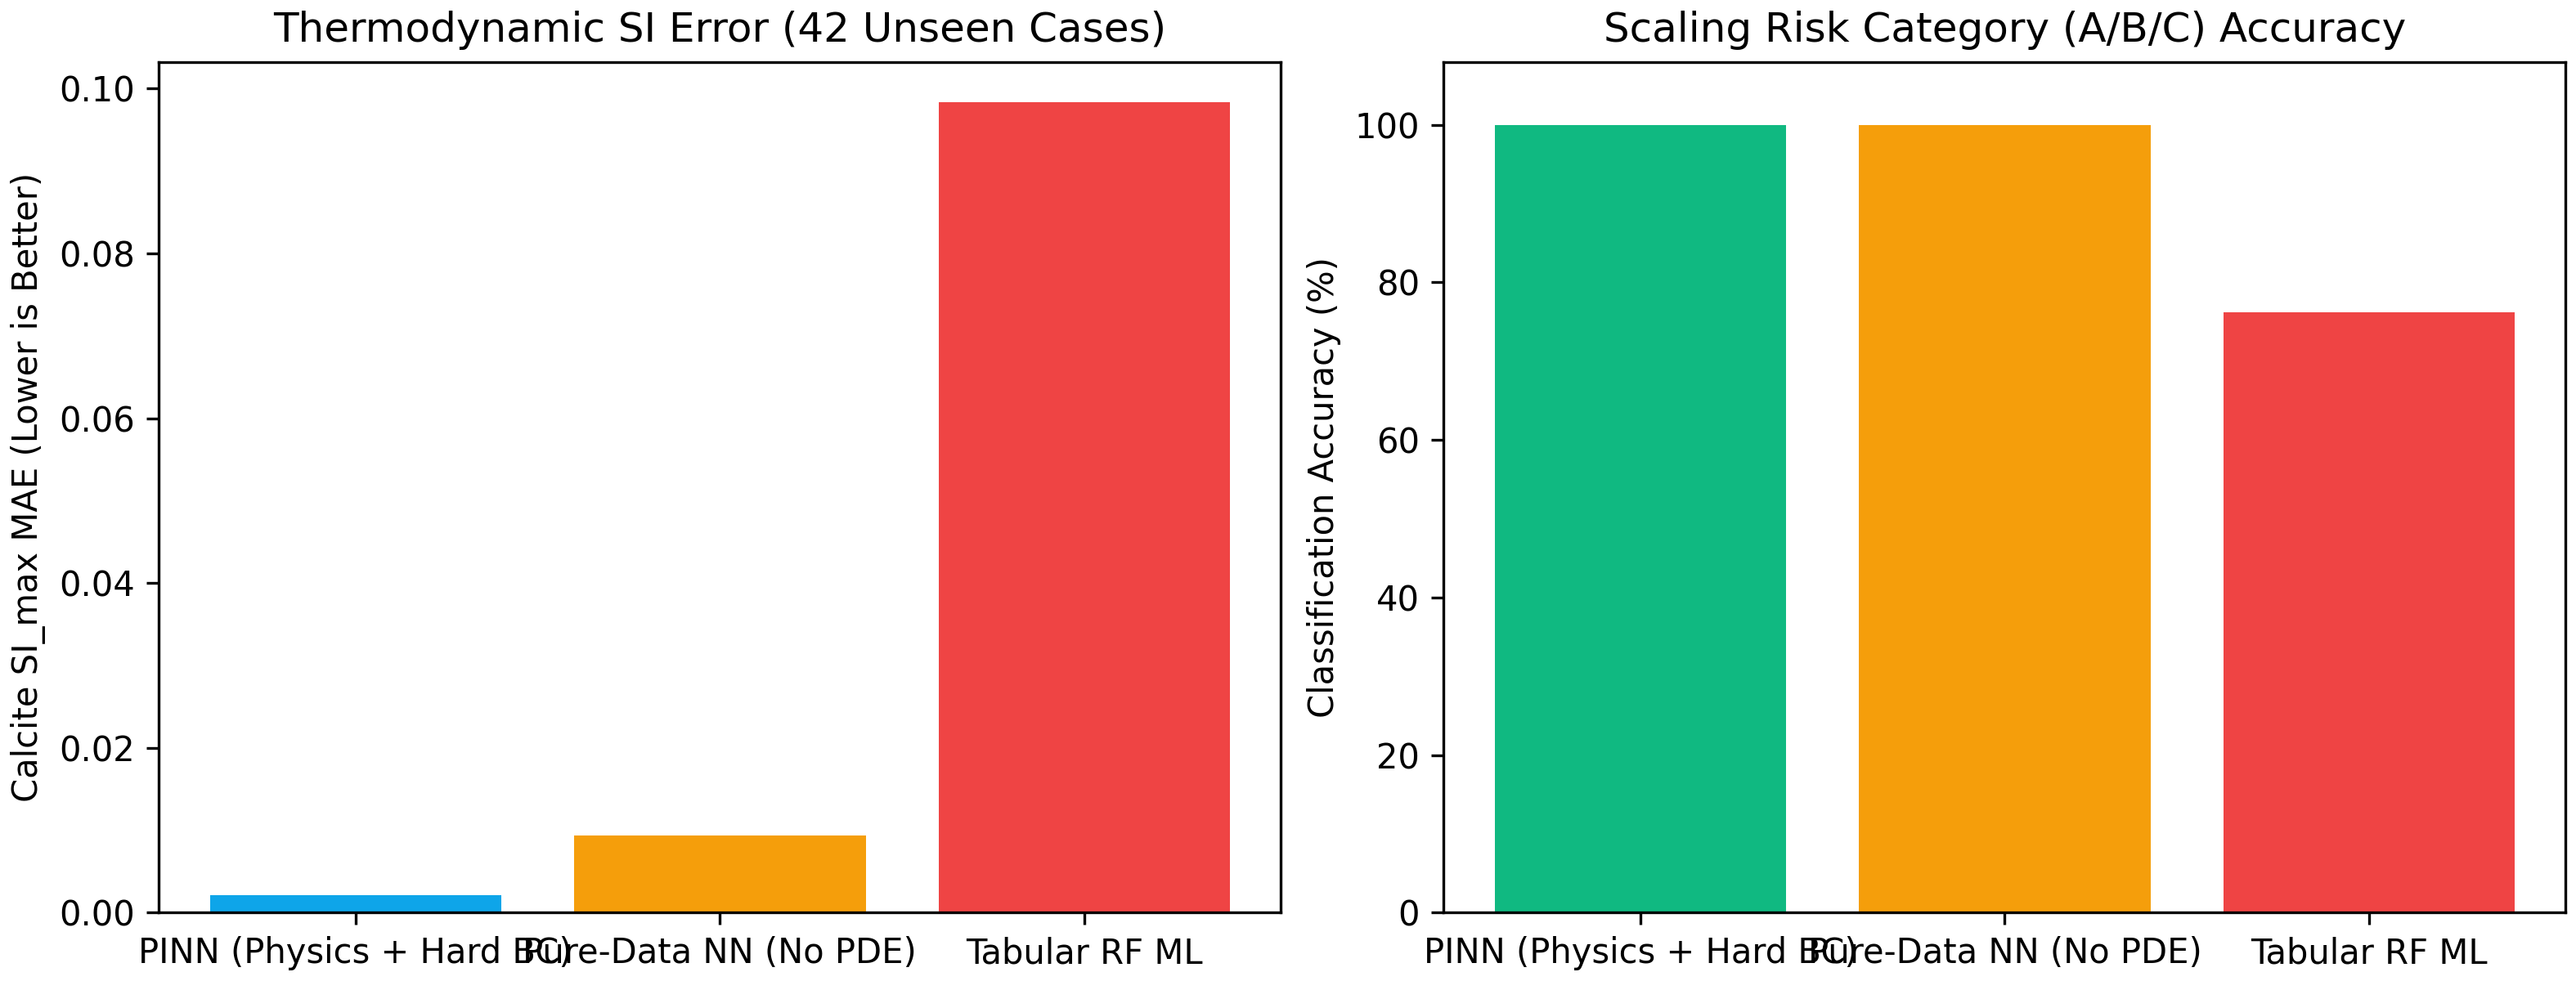 Thermodynamic SI Error (42 Unseen Cases)
Calcite SI_max MAE (Lower is Better)
0.10
0.08
0.06
0.04
0.02
0.00
PINN (Physics + Hard BC)
Pure-Data NN (No PDE)
Tabular RF ML
Scaling Risk Category (A/B/C) Accuracy
Classification Accuracy (%)
100
80
60
40
20
0
PINN (Physics + Hard BC)
Pure-Data NN (No PDE)
Tabular RF ML